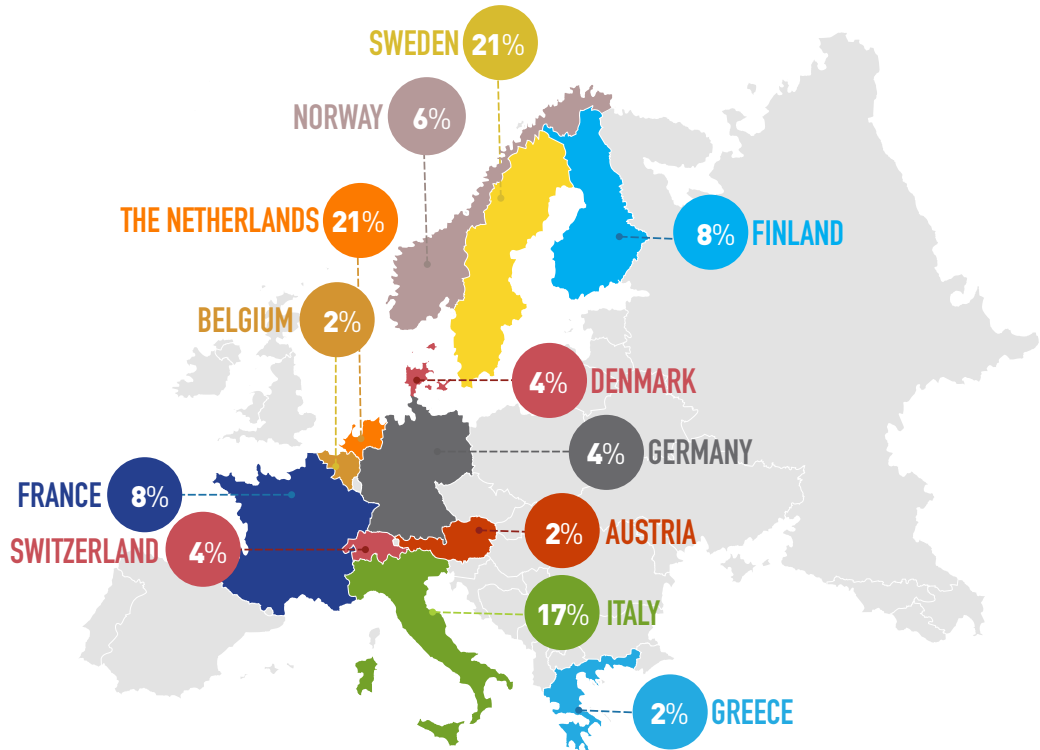 SWEDEN 21%
NORWAY 6%
THE NETHERLANDS 21%
8% FINLAND
BELGIUM 2%
4% DENMARK
4% GERMANY
FRANCE 8%
2% AUSTRIA
SWITZERLAND 4%
17% ITALY
2% GREECE